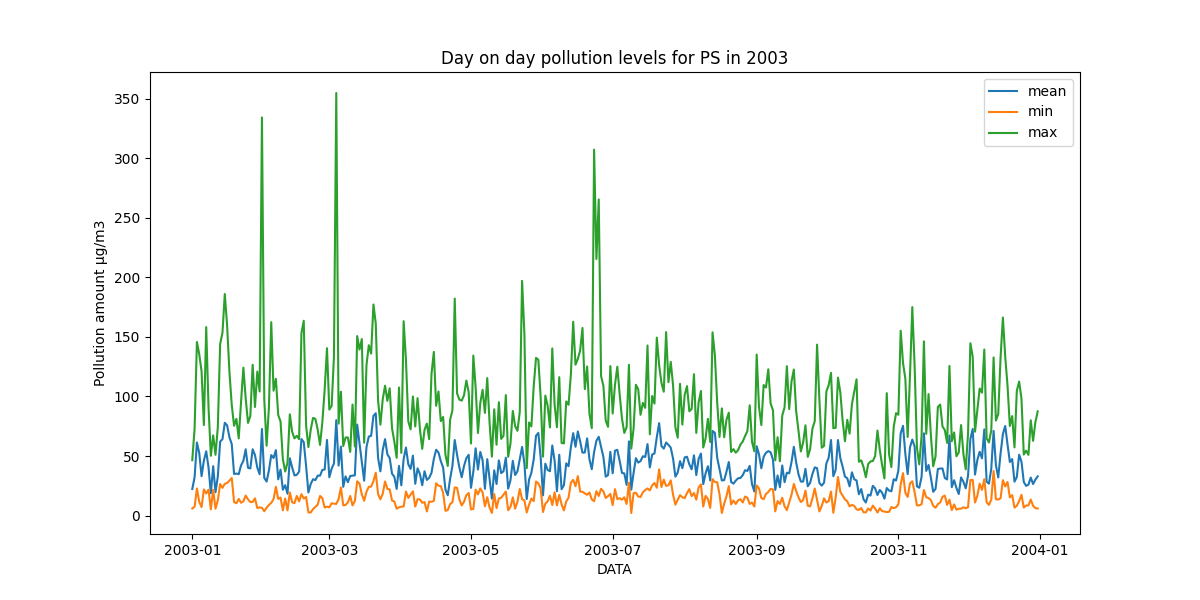 Day on day pollution levels for PS in 2003
mean
min
max
Pollution amount µg/m3
350
300
250
200
150
100
50
0
2003-01
2003-03
2003-05
2003-07
2003-09
2003-11
2004-01
DATA